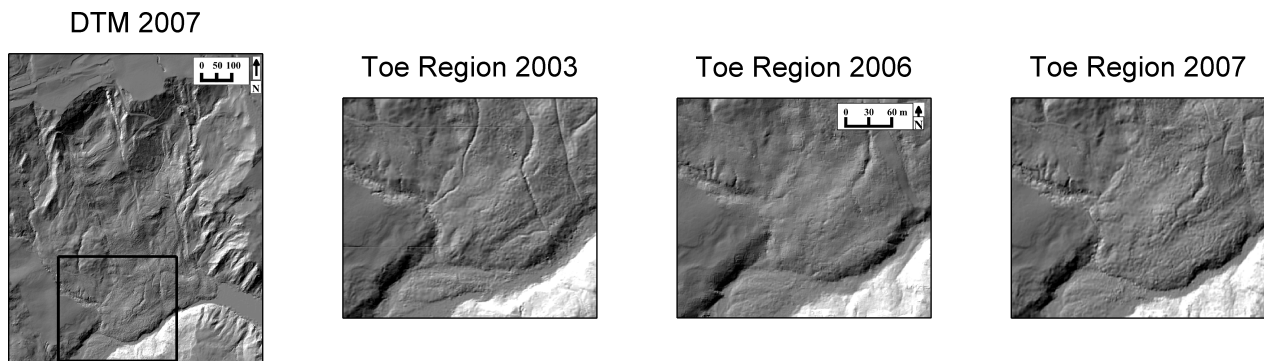 DTM 2007
0 50 100
N
Toe Region 2003
Toe Region 2006
0 30 60 m
N
Toe Region 2007